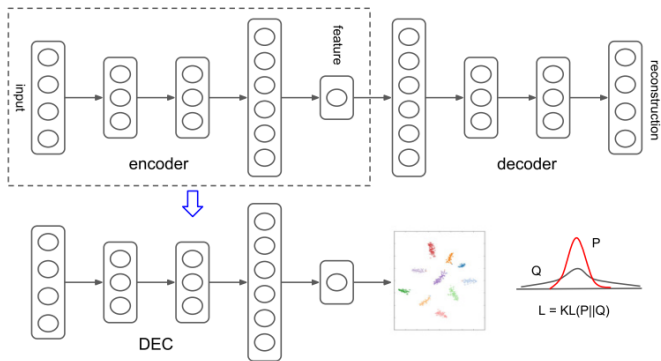 input
encoder
feature
decoder
reconstruction
DEC
P
Q
L = KL(P||Q)